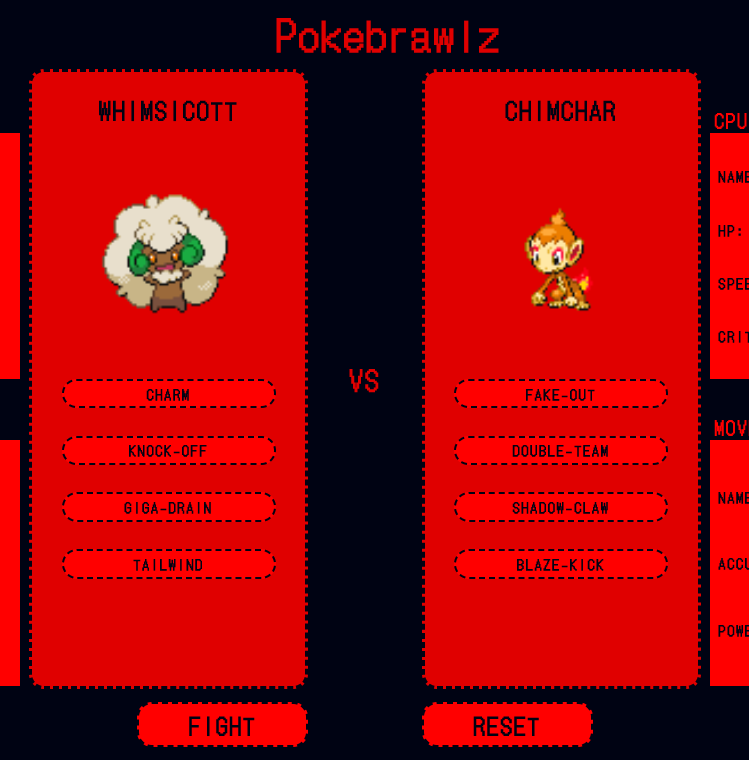 Pokebrawlz
WHIMSICOTT
CHARM
KNOCK-OFF
GIGA-DRAIN
TAILWIND
VS
CHIMCHAR
FAKE-OUT
DOUBLE-TEAM
SHADOW-CLAW
BLAZE-KICK
CPU
NAME
HP:
SPEE
CRIT
MOV
NAME
ACCU
POWE
FIGHT
RESET